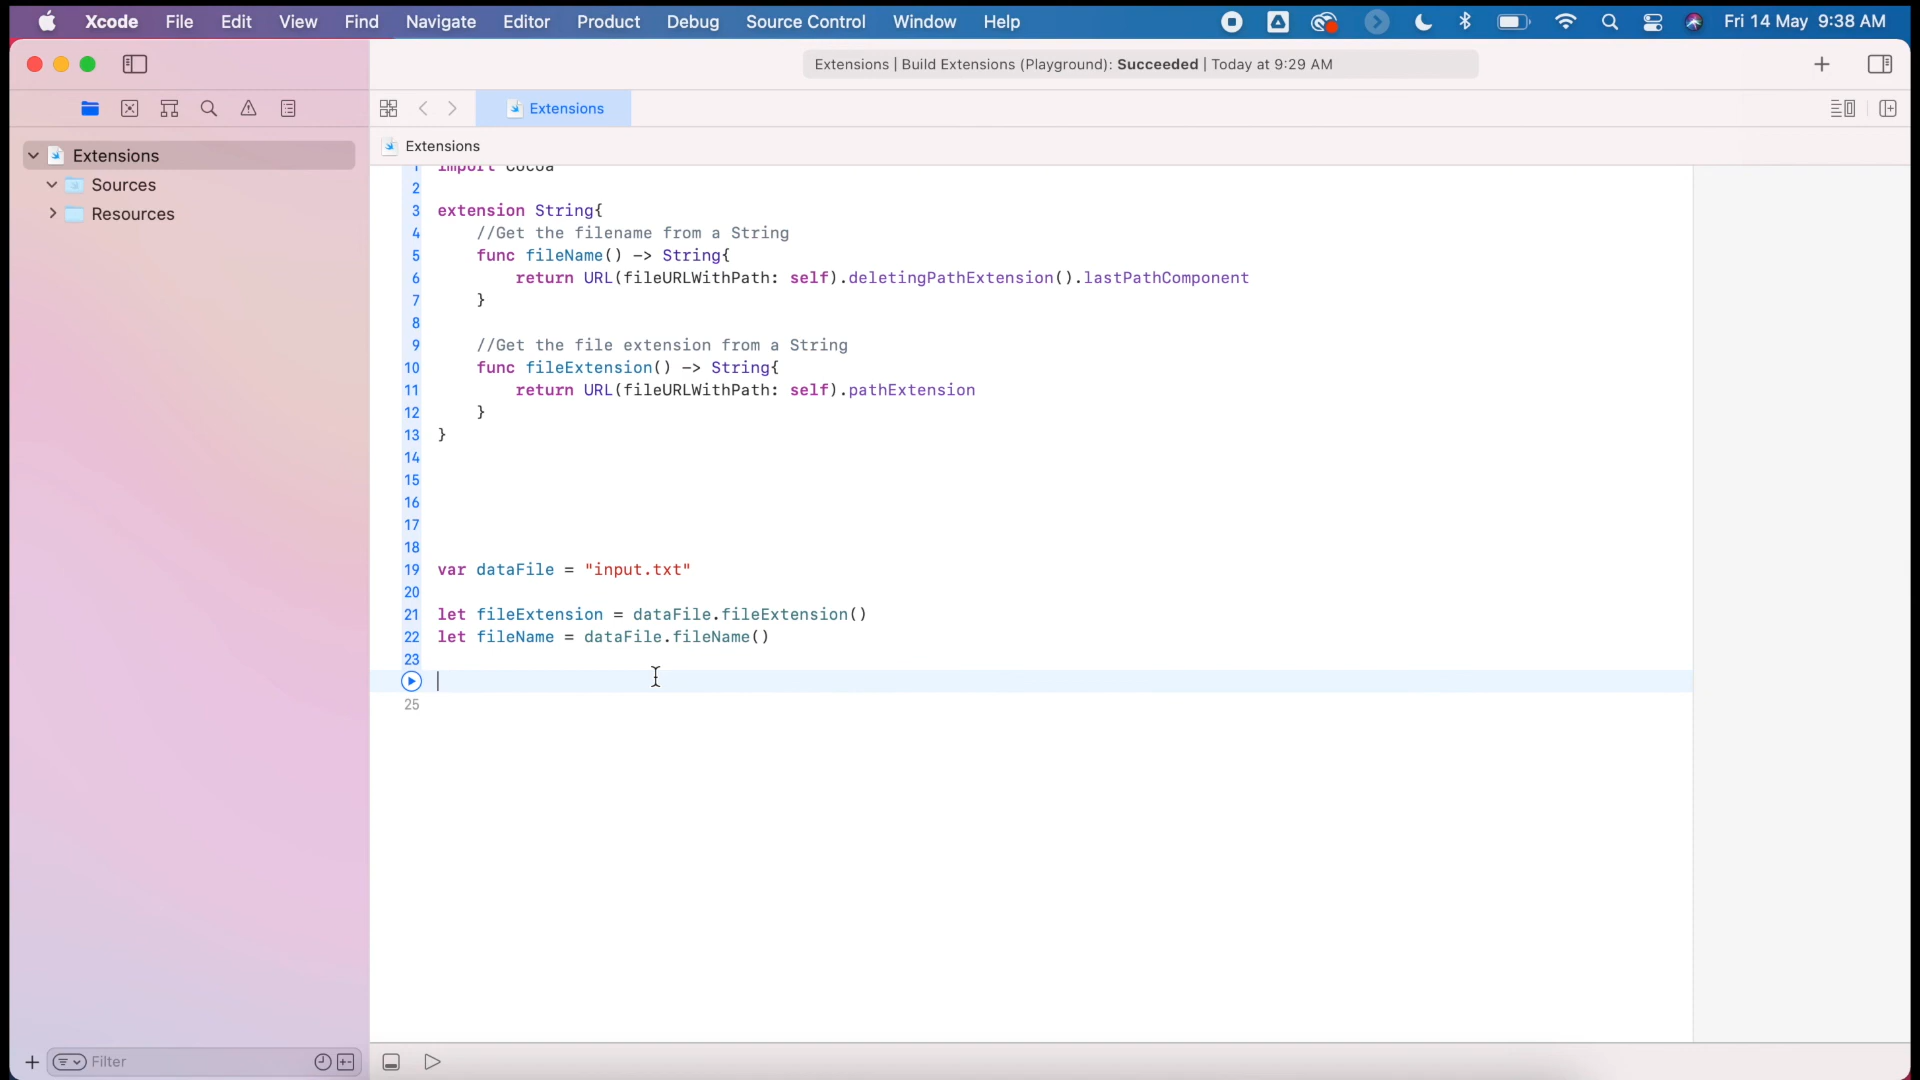 Xcode File Edit View Find Navigate Editor Product Debug Source Control Window Help Fri 14 May 9:38 AM
Extensions | Build Extensions (Playground): Succeeded | Today at 9:29 AM
Extensions
Extensions
Sources
Resources
Extensions
1 import Cocoa
2
3 extension String{
4 //Get the filename from a String
5 func fileName() -> String{
6 return URL(fileURLWithPath: self).deletingPathExtension().lastPathComponent
7 }
8
9 //Get the file extension from a String
10 func fileExtension() -> String{
11 return URL(fileURLWithPath: self).pathExtension
12 }
13 }
14
15
16
17
18
19 var dataFile = "input.txt"
20
21 let fileExtension = dataFile.fileExtension()
22 let fileName = dataFile.fileName()
23
25
Filter